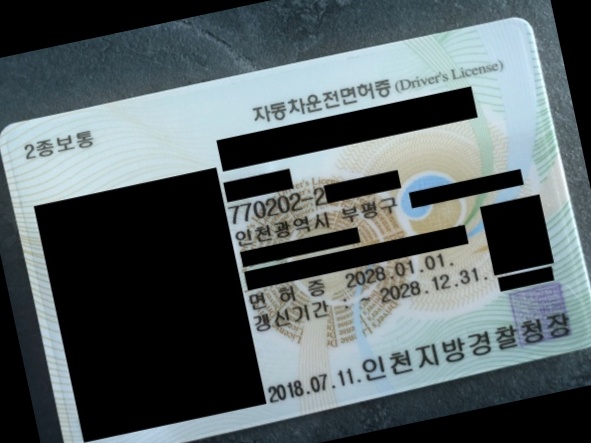 자동차운전면허증 (Driver's License)
2종보통
770202-2
인천광역시 부평구
면 허 증 2028.01.01.
갱신기간 ~ 2028.12.31.
2018.07.11. 인천지방경찰청장